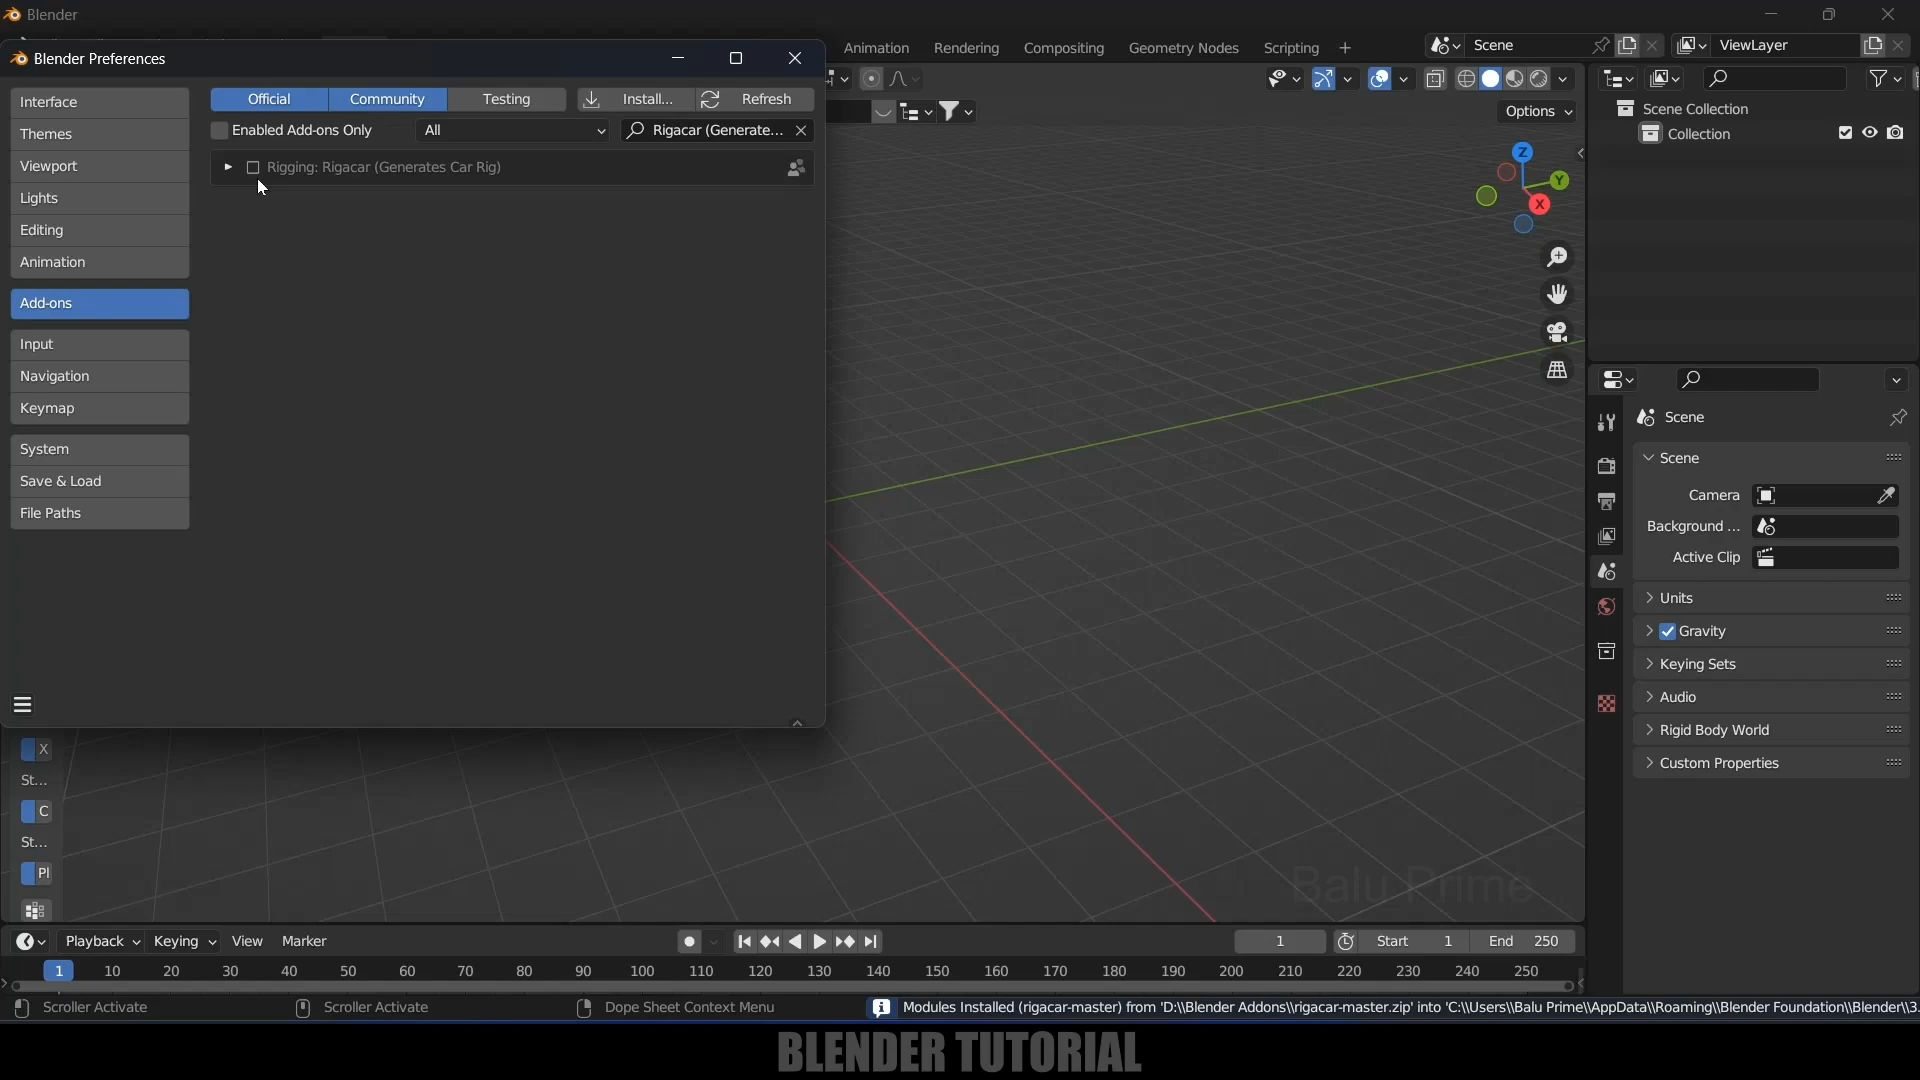 Blender
Blender Preferences
Animation
Rendering
Compositing
Geometry Nodes
Scripting
Scene
ViewLayer
Interface
Themes
Viewport
Lights
Editing
Animation
Add-ons
Input
Navigation
Keymap
System
Save & Load
File Paths
Official
Community
Testing
Install...
Refresh
Enabled Add-ons Only
All
Rigacar (Generate...
Rigging: Rigacar (Generates Car Rig)
Options
Z
Y
X
Scene Collection
Collection
Scene
Scene
Camera
Background ...
Active Clip
Units
Gravity
Keying Sets
Audio
Rigid Body World
Custom Properties
X
St...
C
St...
Pl
Balu Prime
Playback
Keying
View
Marker
1
Start 1
End 250
1 10 20 30 40 50 60 70 80 90 100 110 120 130 140 150 160 170 180 190 200 210 220 230 240 250
Scroller Activate
Scroller Activate
Dope Sheet Context Menu
Modules Installed (rigacar-master) from 'D:\\Blender Addons\\rigacar-master.zip' into 'C:\\Users\\Balu Prime\\AppData\\Roaming\\Blender Foundation\\Blender\\3.
BLENDER TUTORIAL